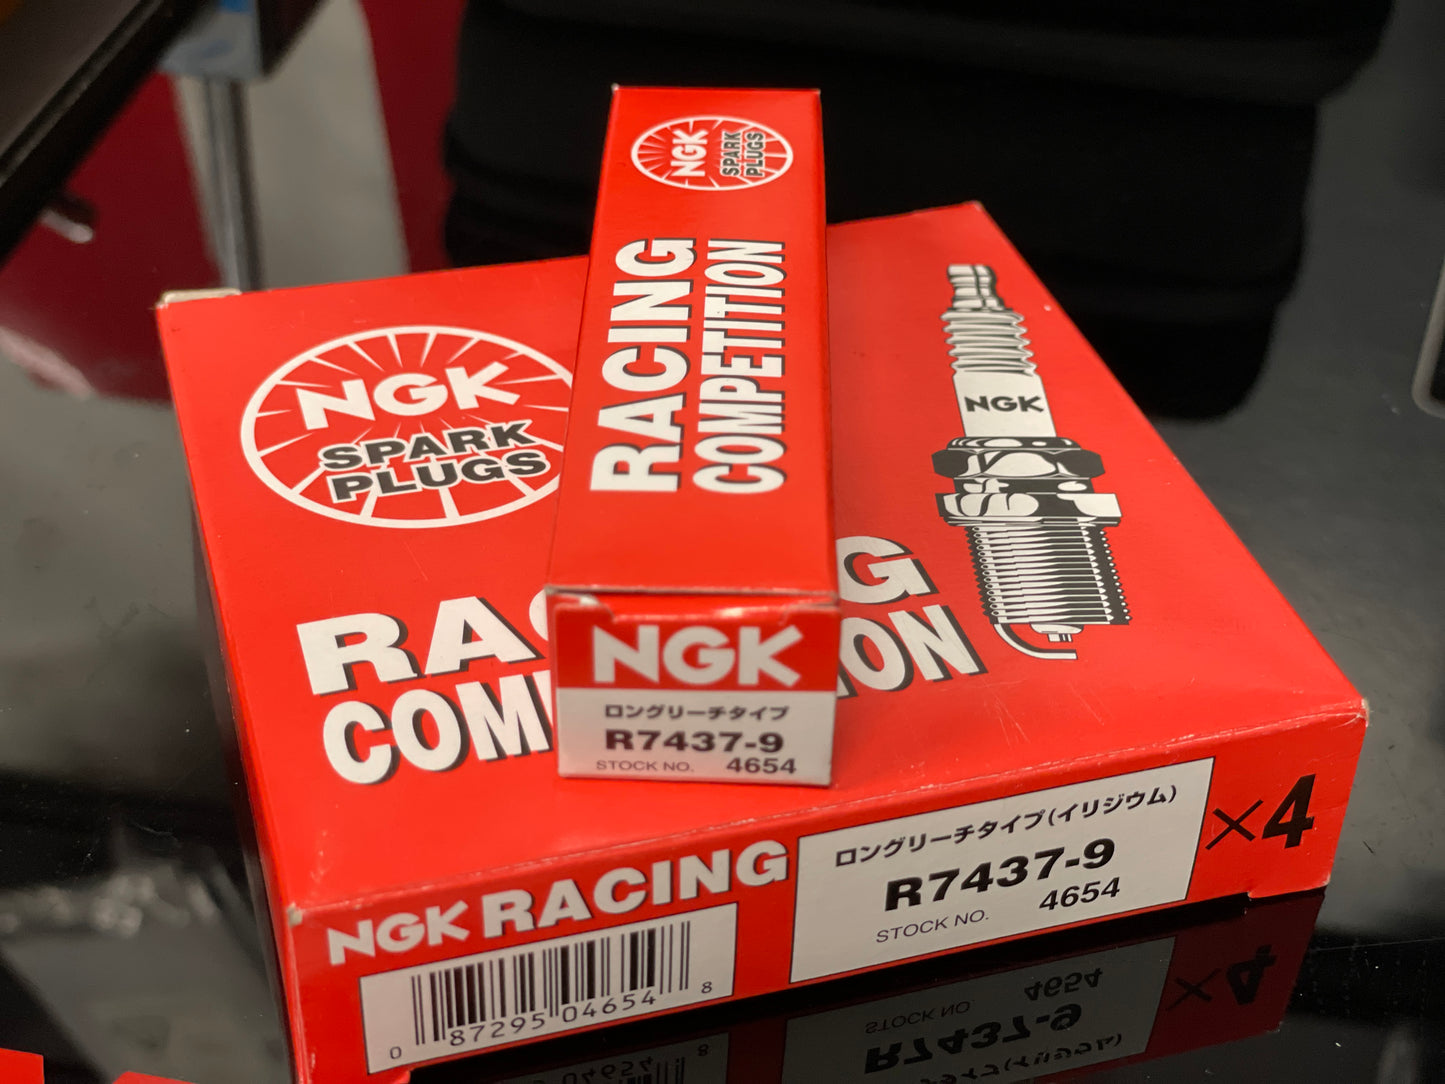 NGK
SPARK
PLUGS
RACING
COMPETITION
NGK
ロングリーチタイプ
R7437-9
STOCK NO. 4654
NGK
SPARK
PLUGS
NGK
NGK RACING
0 87295 04654 8
ロングリーチタイプ(イリジウム)
R7437-9
STOCK NO. 4654
×4